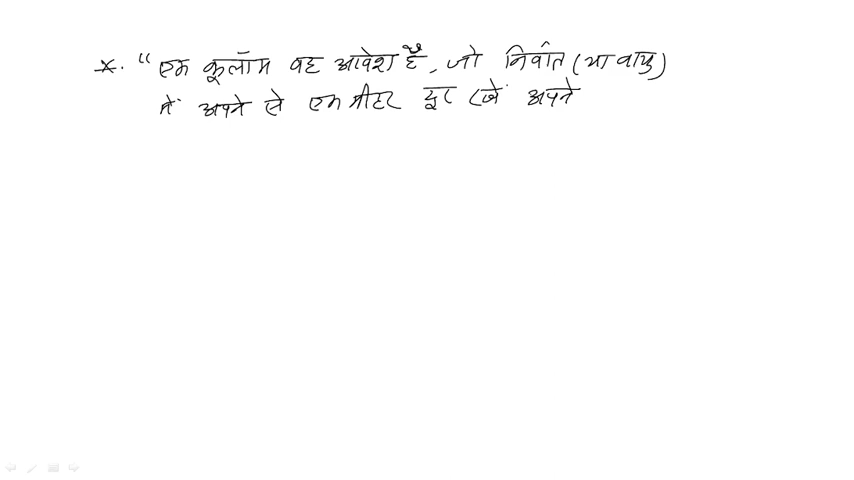 *. "एक कूलॉम वह आवेश है, जो निर्वात (या वायु)
में अपने से एक मीटर दूर रखे अपने